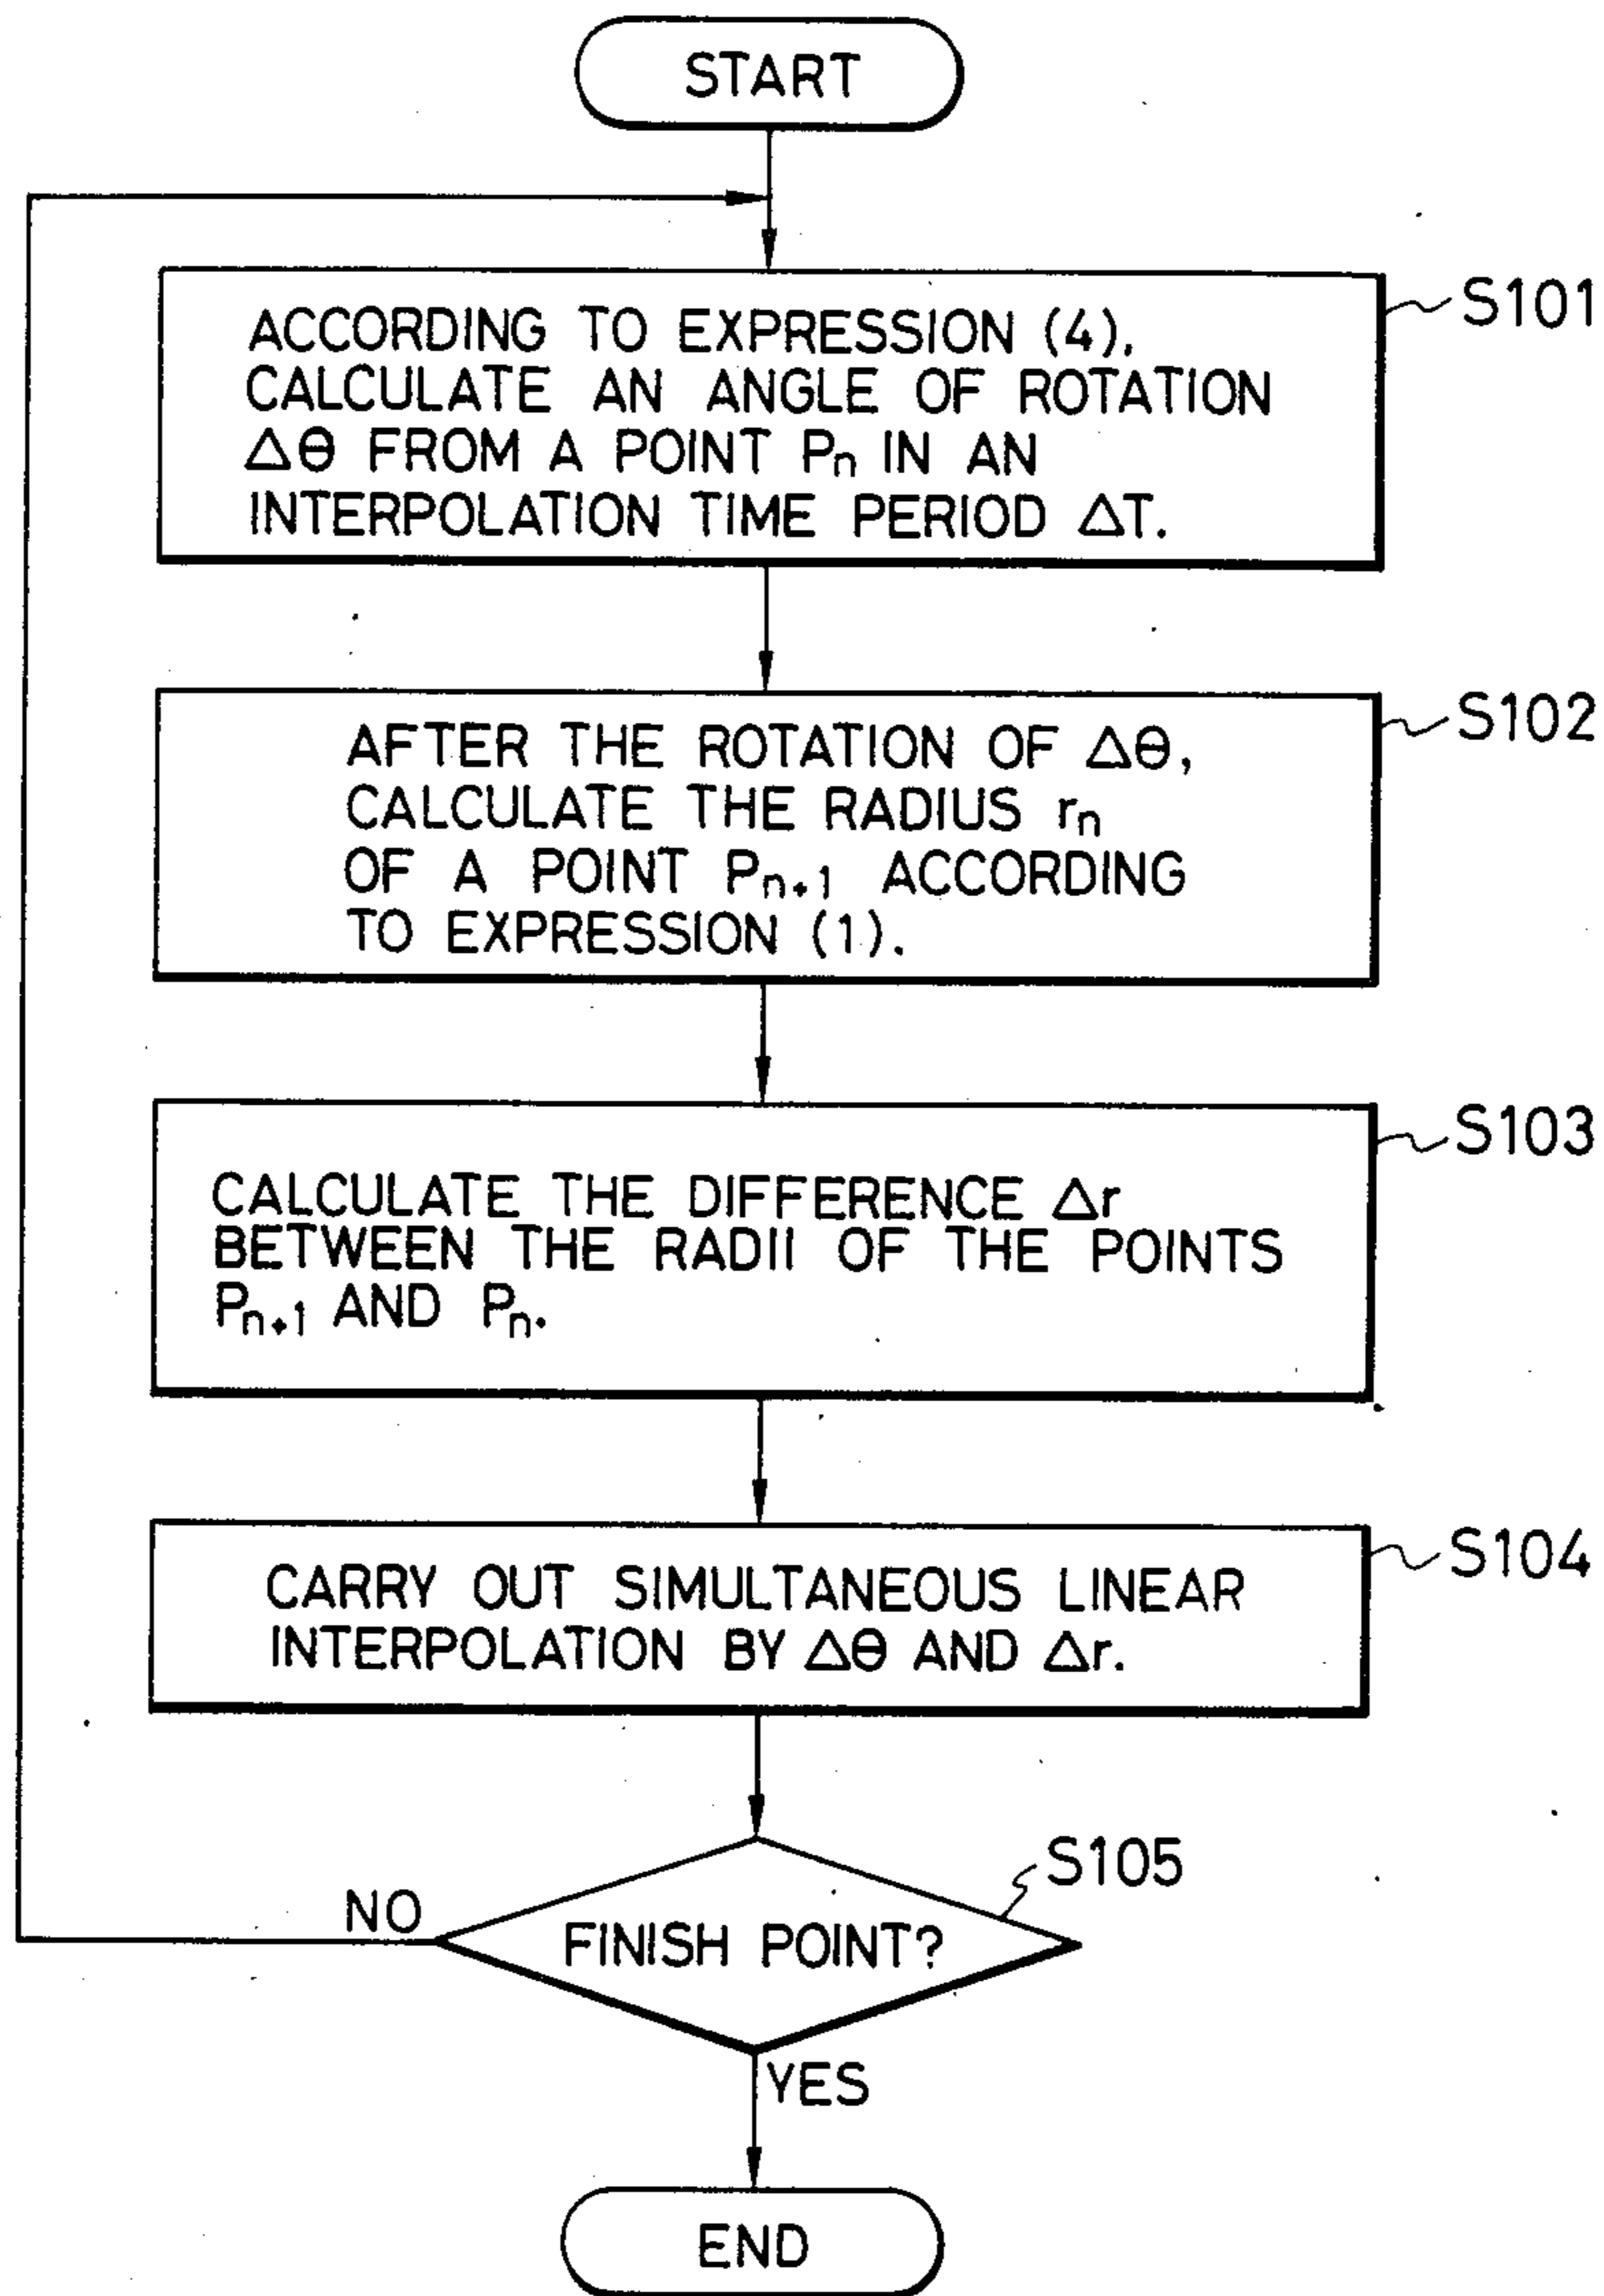 START
ACCORDING TO EXPRESSION (4),
CALCULATE AN ANGLE OF ROTATION
Δθ FROM A POINT Pn IN AN
INTERPOLATION TIME PERIOD ΔT.
S101
AFTER THE ROTATION OF Δθ,
CALCULATE THE RADIUS rn
OF A POINT Pn+1 ACCORDING
TO EXPRESSION (1).
S102
CALCULATE THE DIFFERENCE Δr
BETWEEN THE RADII OF THE POINTS
Pn+1 AND Pn.
S103
CARRY OUT SIMULTANEOUS LINEAR
INTERPOLATION BY Δθ AND Δr.
S104
FINISH POINT?
S105
NO
YES
END